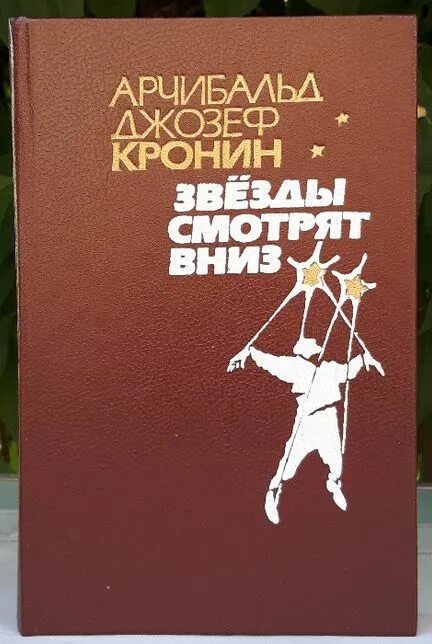 АРЧИБАЛЬД
ДЖОЗЕФ
КРОНИН
ЗВЁЗДЫ
СМОТРЯТ
ВНИЗ